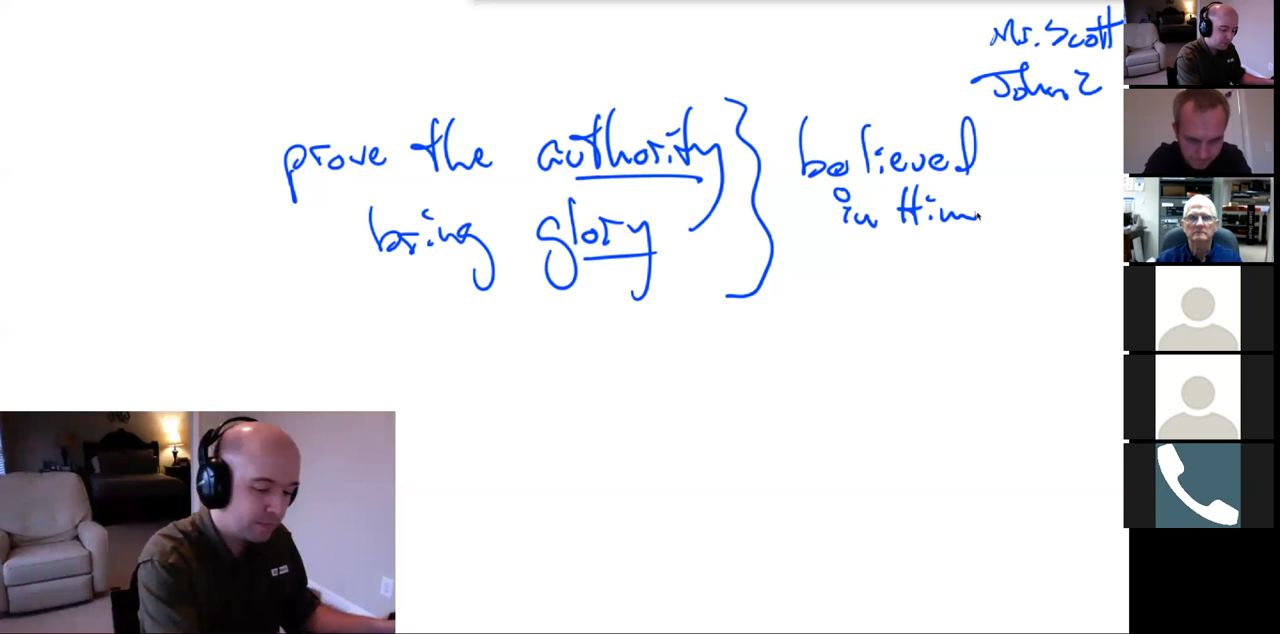 Mr. Scott
John 2
prove the authority
bring glory
believed
in Him